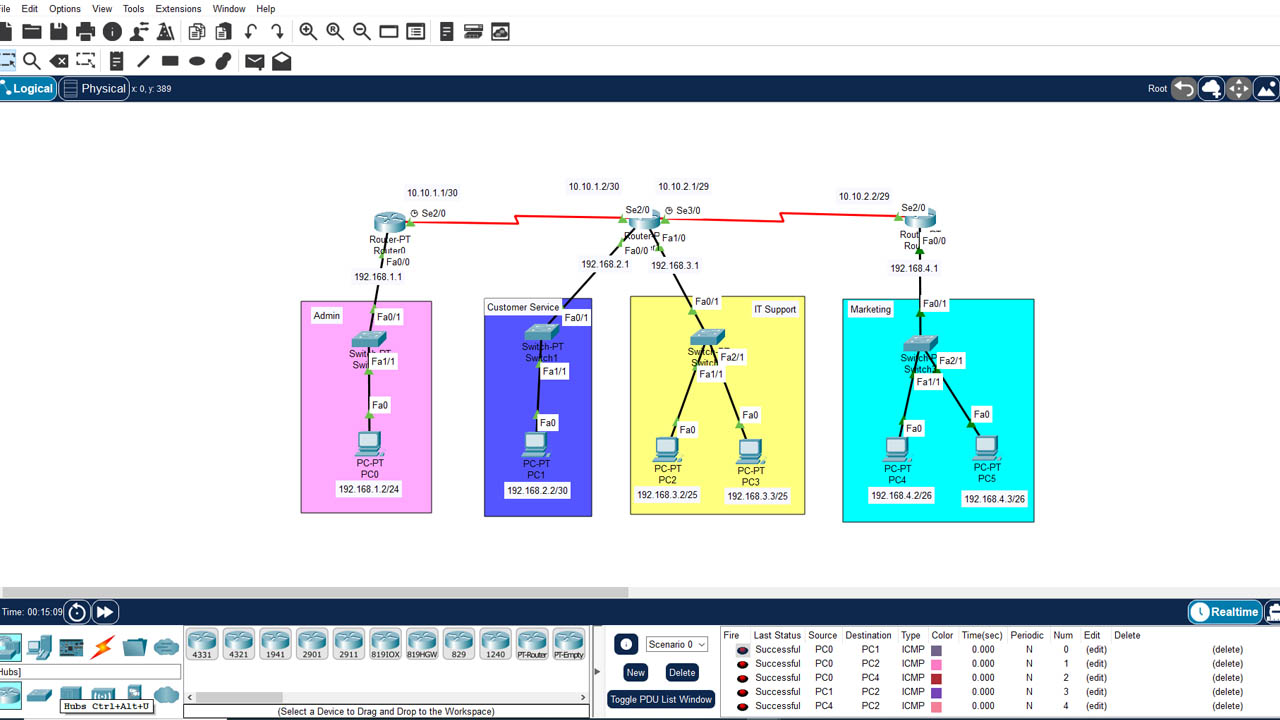 File Edit Options View Tools Extensions Window Help
Logical Physical x: 0, y: 389 Root
10.10.1.1/30 10.10.1.2/30 10.10.2.1/29 10.10.2.2/29
Se2/0 Se2/0 Se3/0 Se2/0
Router-PT
Router0
Fa0/0 Fa0/0 Fa1/0 Fa0/0
192.168.1.1 192.168.2.1 192.168.3.1 192.168.4.1
Admin
Fa0/1
Fa1/1
Fa0
PC-PT
PC0
192.168.1.2/24
Customer Service
Fa0/1
Switch-PT
Switch1
Fa1/1
Fa0
PC-PT
PC1
192.168.2.2/30
IT Support
Fa0/1
Fa2/1
Fa1/1
Fa0 Fa0
PC-PT PC-PT
PC2 PC3
192.168.3.2/25 192.168.3.3/25
Marketing
Fa0/1
Fa2/1
Fa1/1
Fa0 Fa0
PC-PT PC-PT
PC4 PC5
192.168.4.2/26 192.168.4.3/26
Time: 00:15:09 Realtime
4331 4321 1941 2901 2911 819IOX 819HGW 829 1240 PT-Router PT-Empty
Hubs]
Hubs Ctrl+Alt+U
(Select a Device to Drag and Drop to the Workspace)
Scenario 0
New Delete
Toggle PDU List Window
Fire Last status Source Destination Type Color Time(sec) Periodic Num Edit Delete
Successful PC0 PC1 ICMP 0.000 N 0 (edit) (delete)
Successful PC0 PC2 ICMP 0.000 N 1 (edit) (delete)
Successful PC0 PC4 ICMP 0.000 N 2 (edit) (delete)
Successful PC1 PC2 ICMP 0.000 N 3 (edit) (delete)
Successful PC4 PC2 ICMP 0.000 N 4 (edit) (delete)